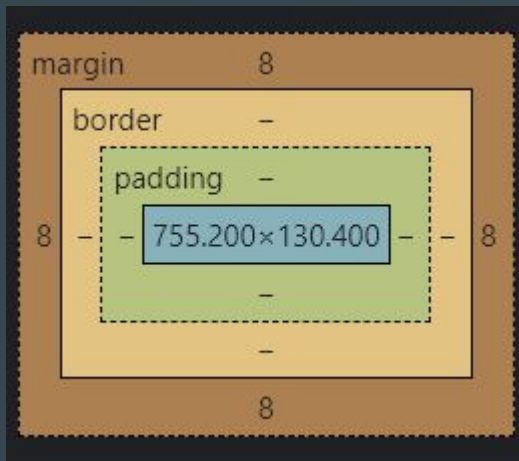 margin 8
border –
padding –
8 – – 755.200×130.400 – – 8
–
–
8